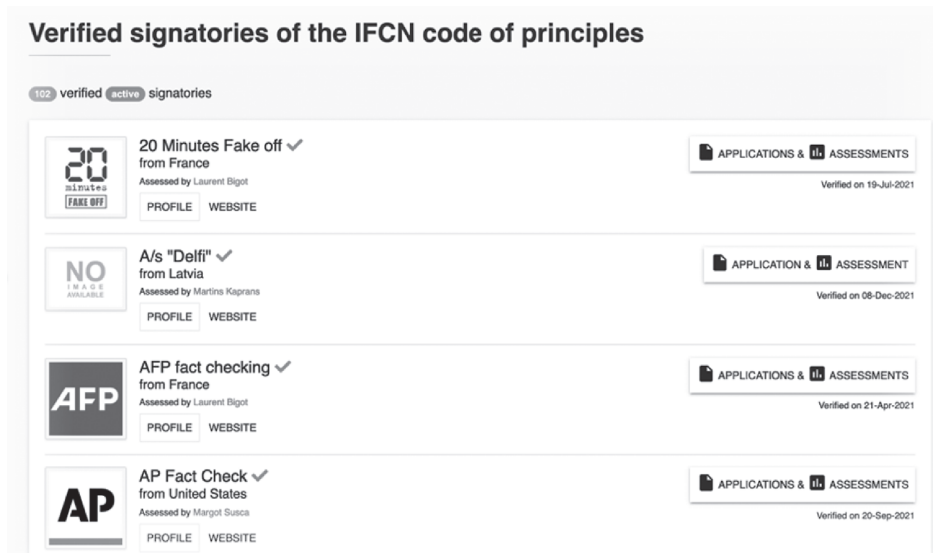 Verified signatories of the IFCN code of principles
102 verified active signatories
20 minutes FAKE OFF
20 Minutes Fake off
from France
Assessed by Laurent Bigot
PROFILE WEBSITE
APPLICATIONS & ASSESSMENTS
Verified on 19-Jul-2021
NO IMAGE AVAILABLE
A/s "Delfi"
from Latvia
Assessed by Martins Kaprans
PROFILE WEBSITE
APPLICATION & ASSESSMENT
Verified on 08-Dec-2021
AFP
AFP fact checking
from France
Assessed by Laurent Bigot
PROFILE WEBSITE
APPLICATIONS & ASSESSMENTS
Verified on 21-Apr-2021
AP
AP Fact Check
from United States
Assessed by Margot Susca
PROFILE WEBSITE
APPLICATIONS & ASSESSMENTS
Verified on 20-Sep-2021